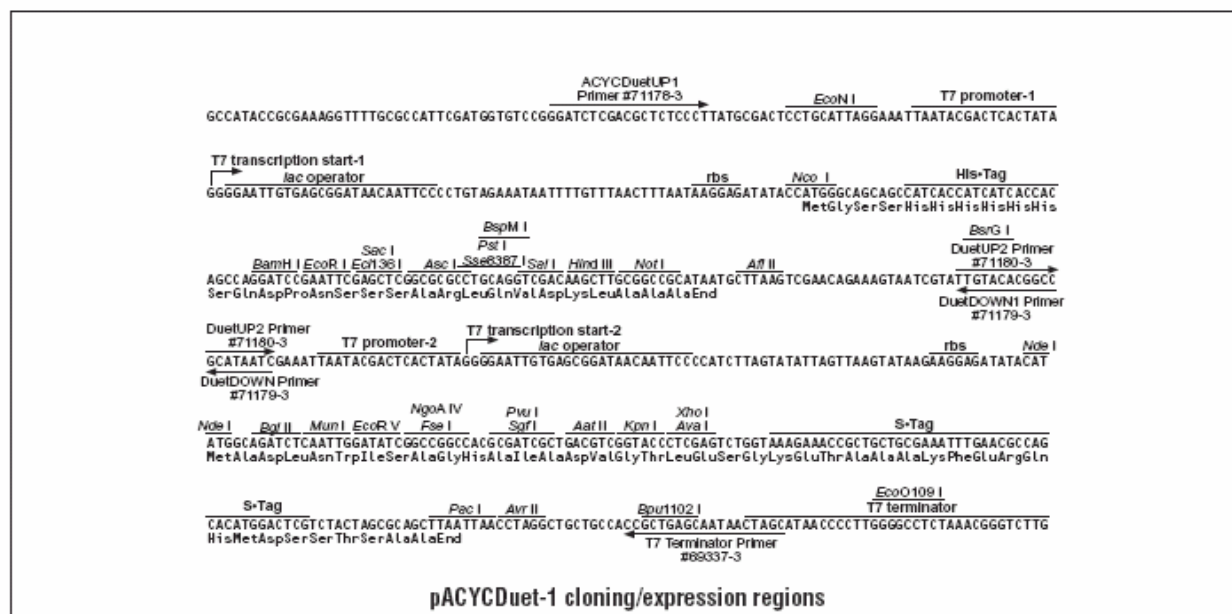 ACYCDuetUP1
Primer #71178-3
EcoN I
T7 promoter-1
GCCATACCGCGAAAGGTTTTGCGCCATTCGATGGTGTCCGGGATCTCGACGCTCTCCCTTATGCGACTCCTGCATTAGGAAATTAATACGACTCACTATA
T7 transcription start-1
lac operator
rbs
Nco I
His•Tag
GGGGAATTGTGAGCGGATAACAATTCCCCTGTAGAAATAATTTTGTTTAACTTTAATAAGGAGATATACCATGGGCAGCAGCCATCACCATCATCACCAC
MetGlySerSerHisHisHisHisHisHis
BspM I
Sac I
Pst I
BsrG I
DuetUP2 Primer
#71180-3
BamH I EcoR I Ecl136 I Asc I Sse8387 I Sal I Hind III Not I Afl II
AGCCAGGATCCGAATTCGAGCTCGGCGCGCCTGCAGGTCGACAAGCTTGCGGCCGCATAATGCTTAAGTCGAACAGAAAGTAATCGTATTGTACACGGCC
SerGlnAspProAsnSerSerSerAlaArgLeuGlnValAspLysLeuAlaAlaAlaEnd
DuetDOWN1 Primer
#71179-3
DuetUP2 Primer
#71180-3
T7 promoter-2
T7 transcription start-2
lac operator
rbs
Nde I
GCATAATCGAAATTAATACGACTCACTATAGGGGAATTGTGAGCGGATAACAATTCCCCATCTTAGTATATTAGTTAAGTATAAGAAGGAGATATACAT
DuetDOWN Primer
#71179-3
NgoA IV
Pvu I
Xho I
Nde I Bgl II Mun I EcoR V Fse I Sgf I Aat II Kpn I Ava I S•Tag
ATGGCAGATCTCAATTGGATATCGGCCGGCCACGCGATCGCTGACGTCGGTACCCTCGAGTCTGGTAAAGAAACCGCTGCTGCGAAATTTGAACGCCAG
MetAlaAspLeuAsnTrpIleSerAlaGlyHisAlaIleAlaAspValGlyThrLeuGluSerGlyLysGluThrAlaAlaAlaLysPheGluArgGln
S•Tag
Pac I
Avr II
Bpu1102 I
EcoO109 I
T7 terminator
CACATGGACTCGTCTACTAGCGCAGCTTAATTAACCTAGGCTGCTGCCACCGCTGAGCAATAACTAGCATAACCCCTTGGGGCCTCTAAACGGGTCTTG
HisMetAspSerSerThrSerAlaAlaEnd
T7 Terminator Primer
#69337-3
pACYCDuet-1 cloning/expression regions